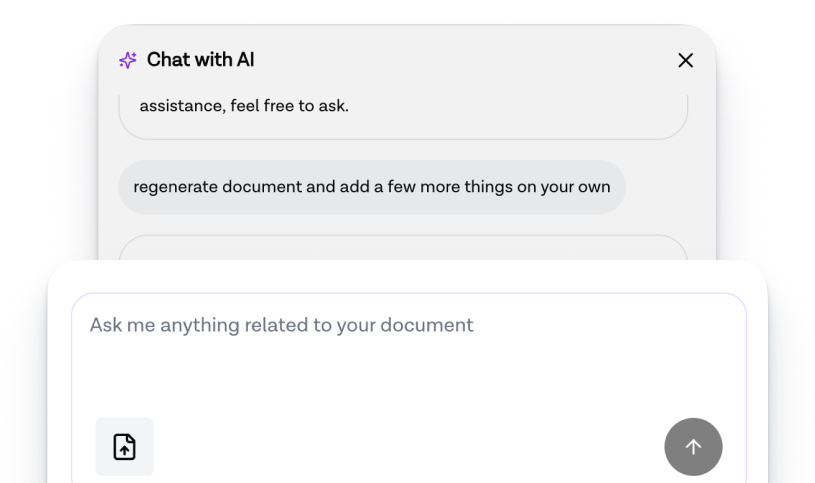 Chat with AI
assistance, feel free to ask.
regenerate document and add a few more things on your own
Ask me anything related to your document